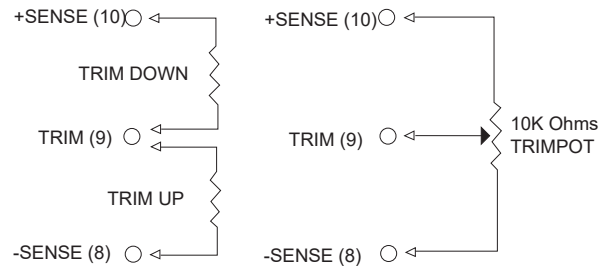 +SENSE (10)
TRIM DOWN
TRIM (9)
TRIM UP
-SENSE (8)
+SENSE (10)
TRIM (9)
10K Ohms
TRIMPOT
-SENSE (8)